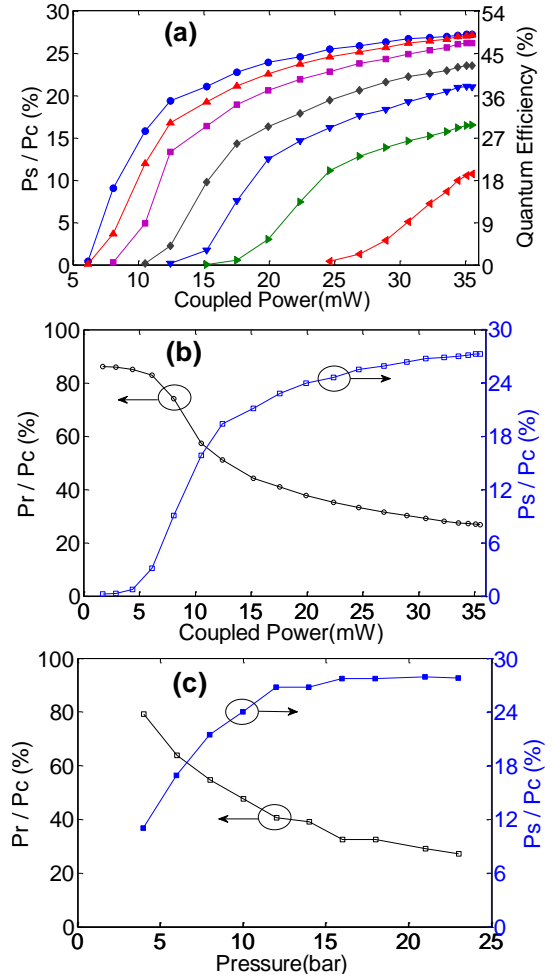 (a)
30
25
20
15
10
5
0
Ps / Pc (%)
54
45
36
27
18
9
0
Quantum Efficiency (%)
5 10 15 20 25 30 35
Coupled Power(mW)
(b)
100
80
60
40
20
0
Pr / Pc (%)
30
24
18
12
6
0
Ps / Pc (%)
0 5 10 15 20 25 30 35
Coupled Power(mW)
(c)
100
80
60
40
20
0
Pr / Pc (%)
30
24
18
12
6
0
Ps / Pc (%)
0 5 10 15 20 25
Pressure(bar)